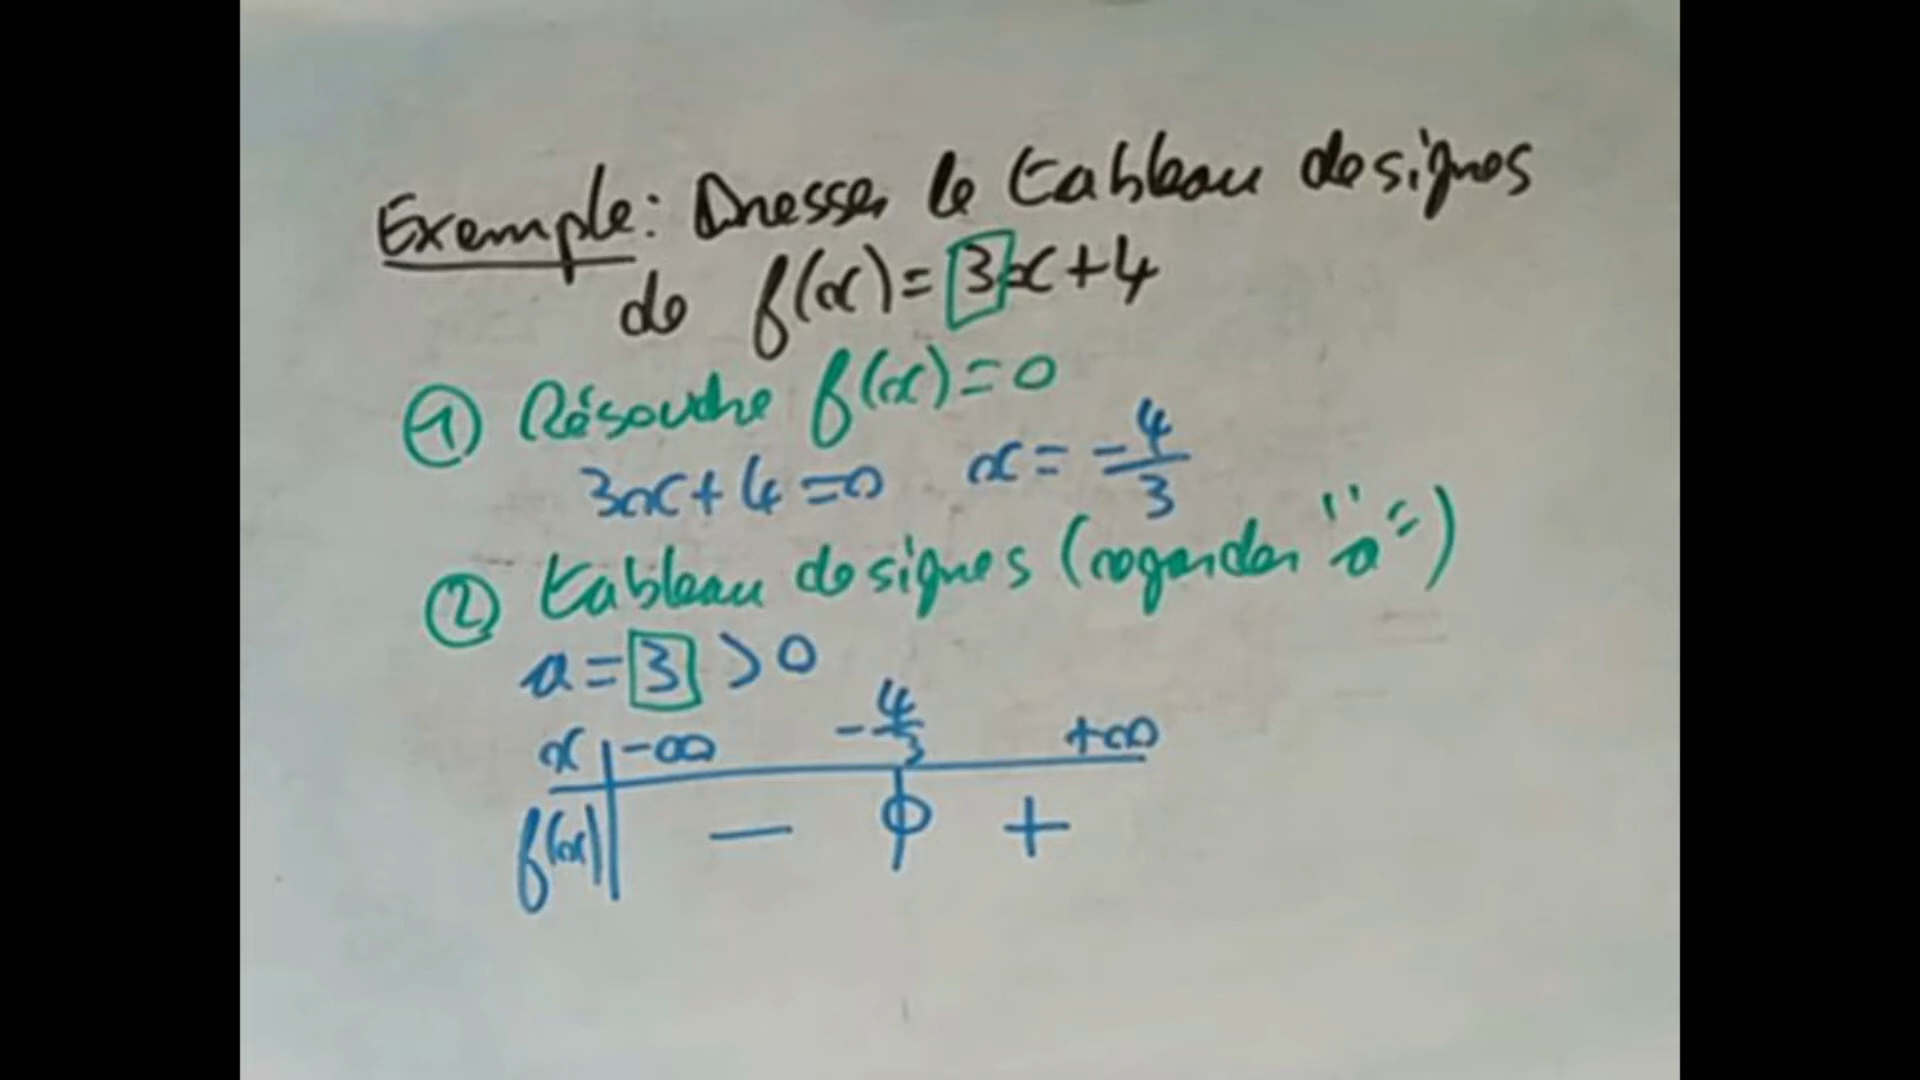 Exemple: Dresser le tableau de signes
de f(x)=3x+4
① Résoudre f(x)=0
3x+4=0 x=-4/3
② tableau de signes (regarder "a")
a=3>0
x -∞ -4/3 +∞
f(x) - 0 +